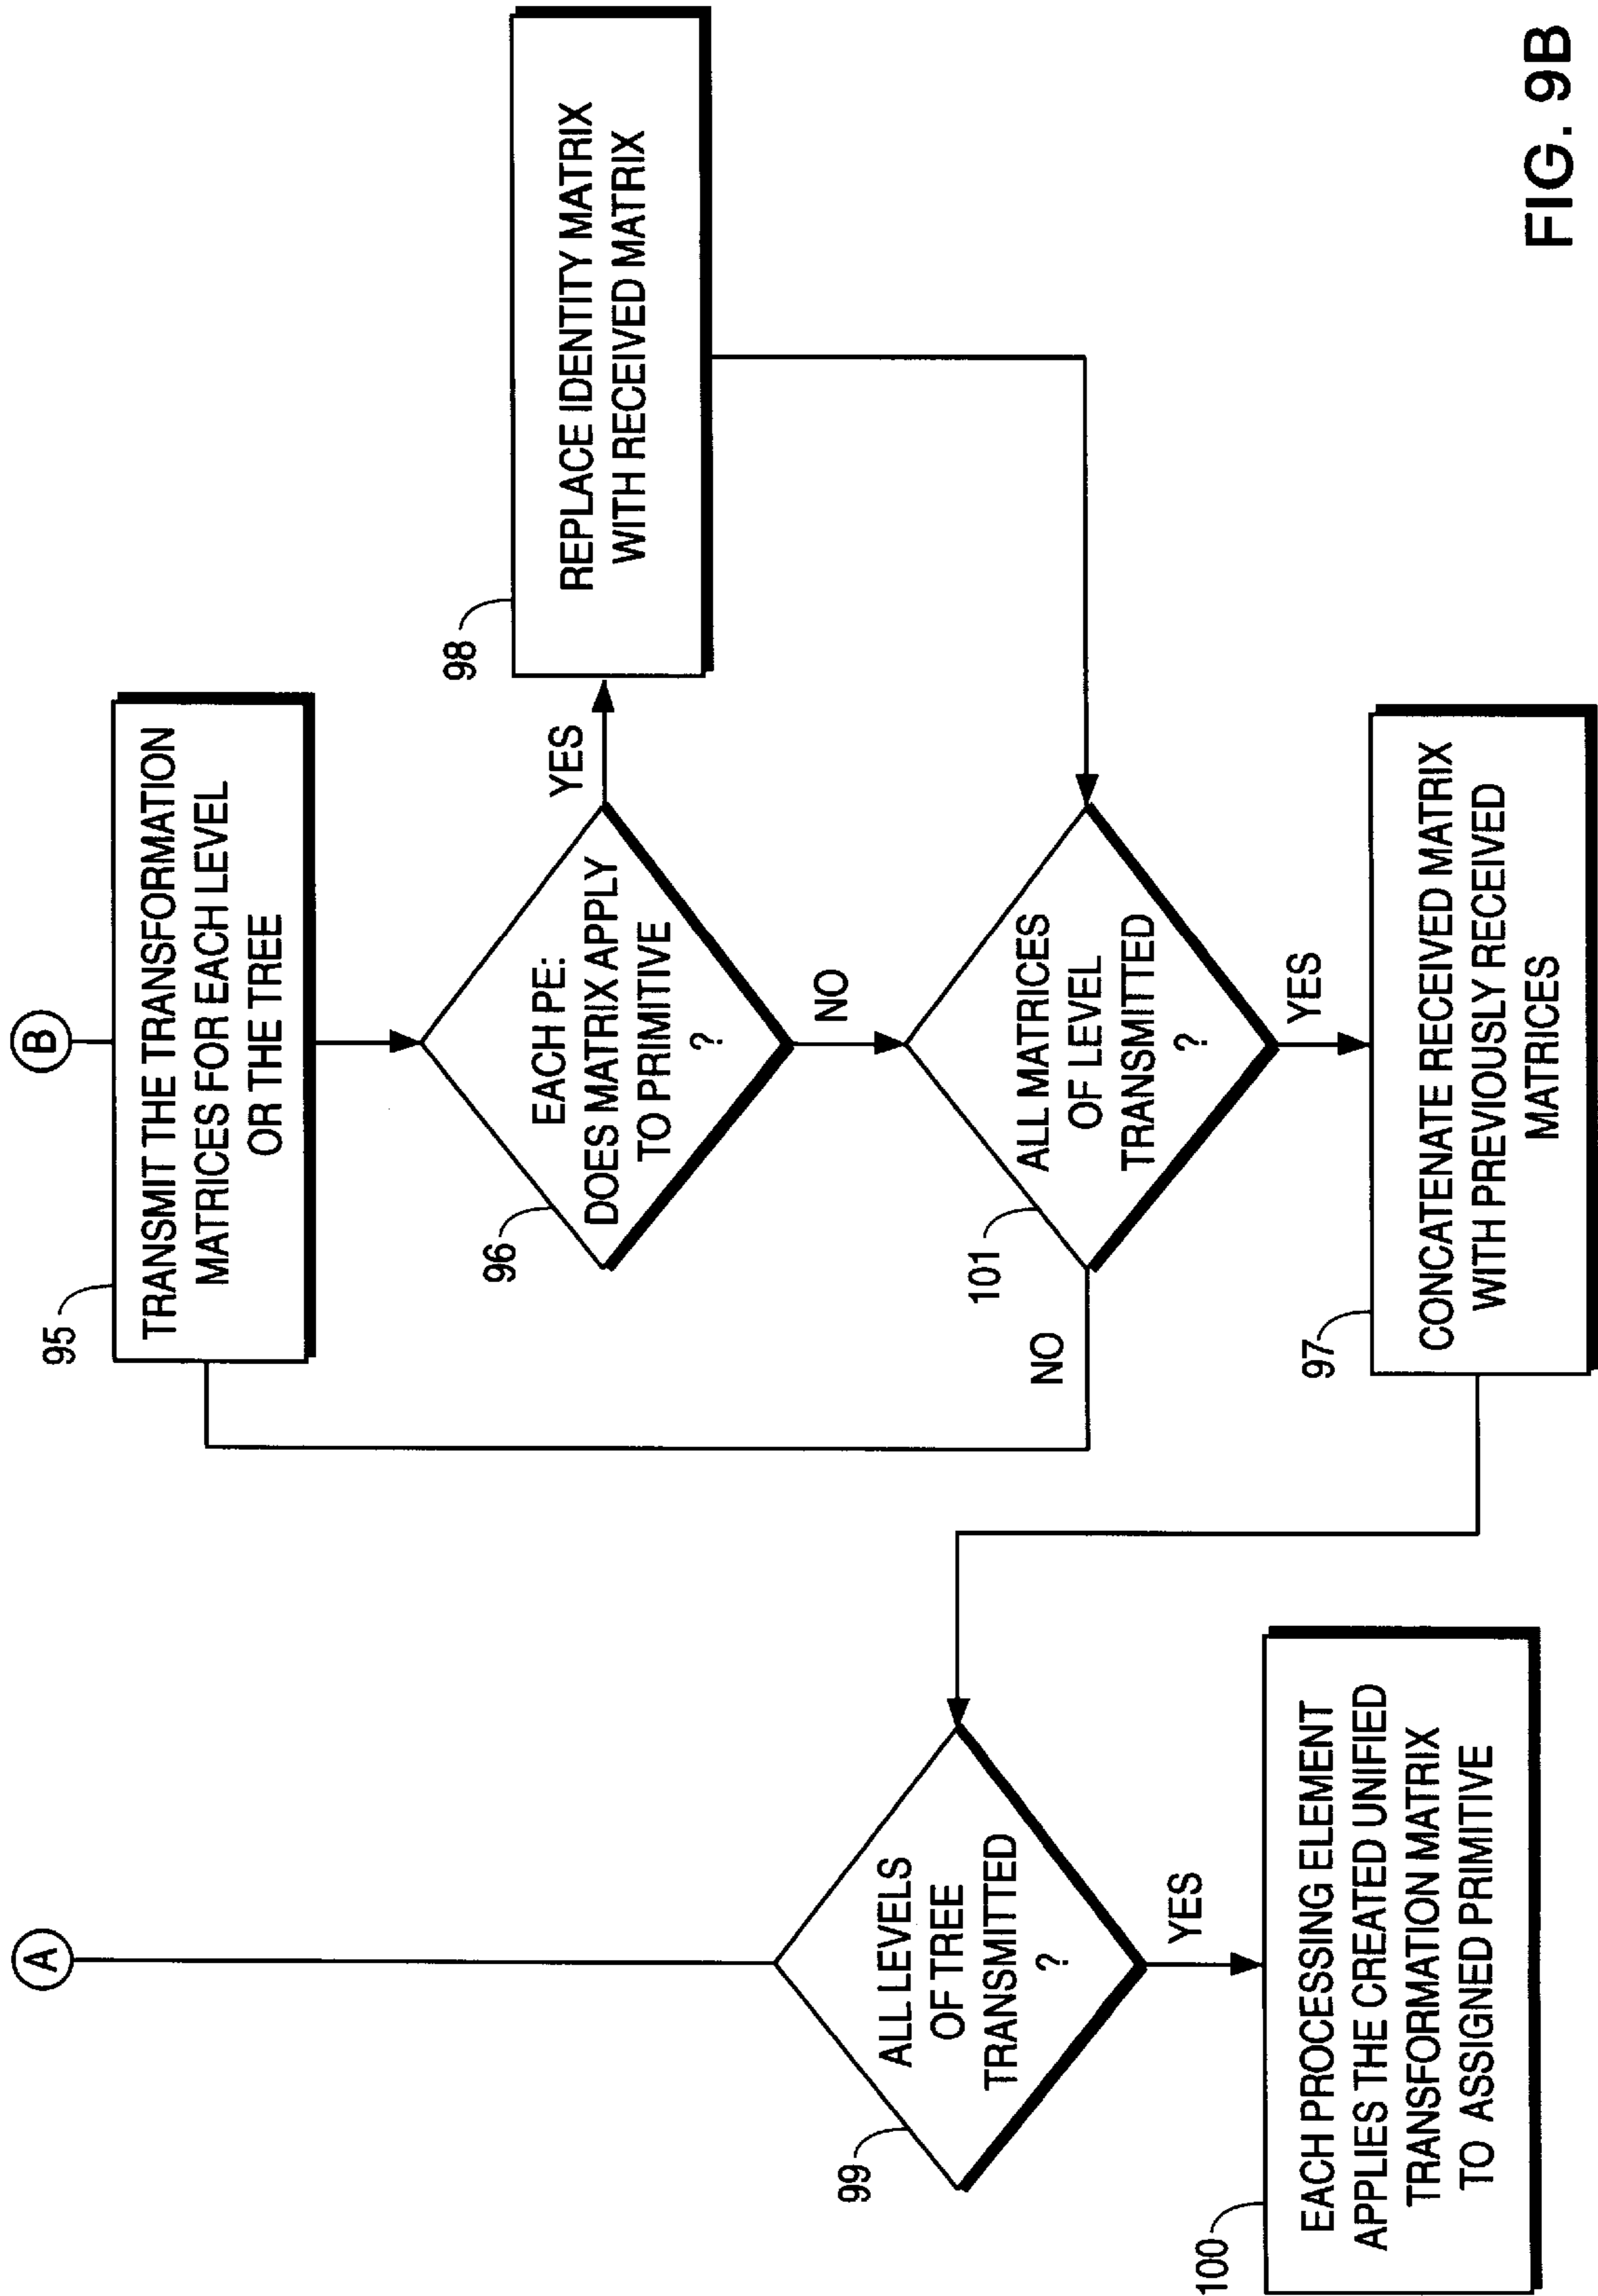 B
95
TRANSMIT THE TRANSFORMATION
MATRICES FOR EACH LEVEL
OR THE TREE
96
EACH PE:
DOES MATRIX APPLY
TO PRIMITIVE
?
YES
98
REPLACE IDENTITY MATRIX
WITH RECEIVED MATRIX
NO
101
ALL MATRICES
OF LEVEL
TRANSMITTED
?
NO
YES
97
CONCATENATE RECEIVED MATRIX
WITH PREVIOUSLY RECEIVED
MATRICES
A
99
ALL LEVELS
OF TREE
TRANSMITTED
?
YES
100
EACH PROCESSING ELEMENT
APPLIES THE CREATED UNIFIED
TRANSFORMATION MATRIX
TO ASSIGNED PRIMITIVE
FIG. 9B